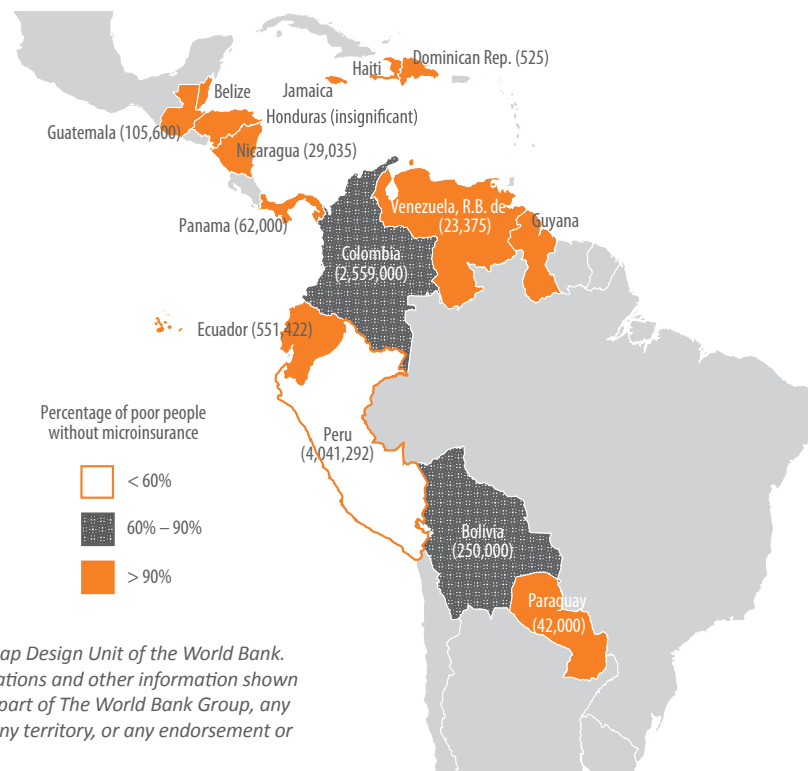 Dominican Rep. (525)
Haiti
Belize
Jamaica
Honduras (insignificant)
Guatemala (105,600)
Nicaragua (29,035)
Venezuela, R.B. de
(23,375)
Guyana
Panama (62,000)
Colombia
(2,559,000)
Ecuador (551,422)
Percentage of poor people
without microinsurance
< 60%
60% – 90%
> 90%
Peru
(4,041,292)
Bolivia
(250,000)
Paraguay
(42,000)
ap Design Unit of the World Bank.
ations and other information shown
part of The World Bank Group, any
ny territory, or any endorsement or